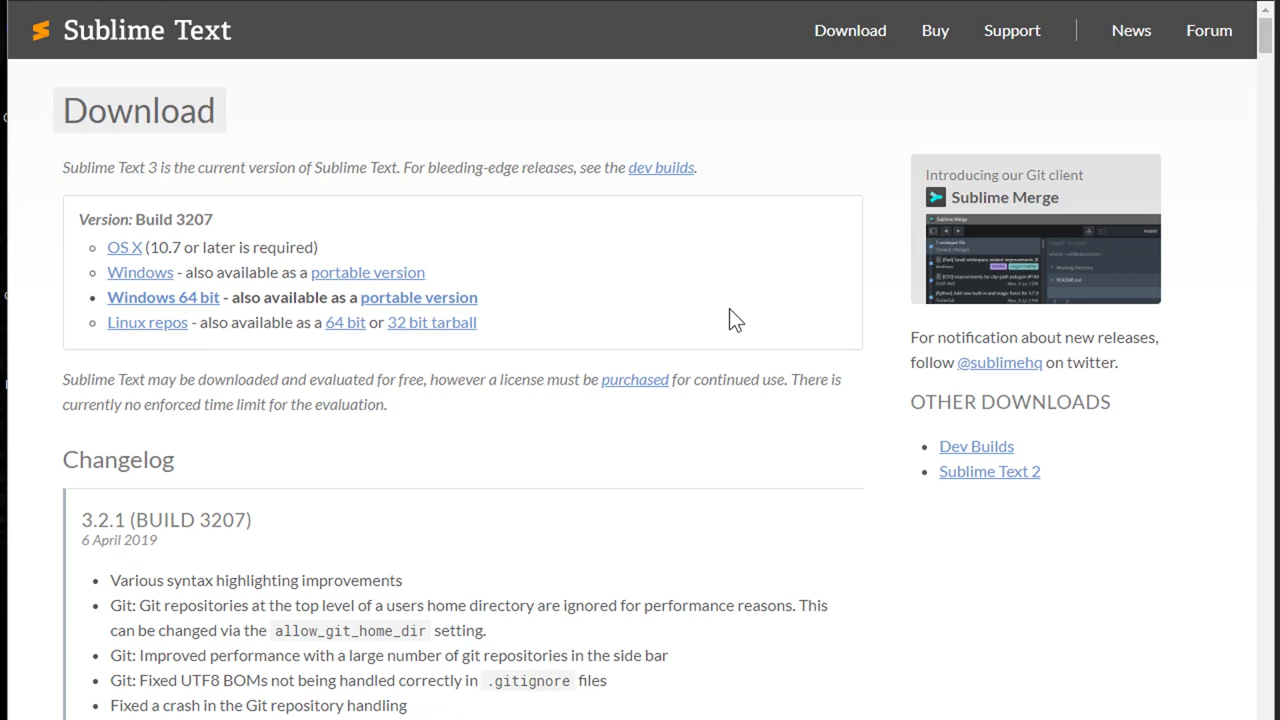 Sublime Text
Download Buy Support News Forum
Download
Sublime Text 3 is the current version of Sublime Text. For bleeding-edge releases, see the dev builds.
Version: Build 3207
OS X (10.7 or later is required)
Windows - also available as a portable version
Windows 64 bit - also available as a portable version
Linux repos - also available as a 64 bit or 32 bit tarball
Sublime Text may be downloaded and evaluated for free, however a license must be purchased for continued use. There is
currently no enforced time limit for the evaluation.
Changelog
3.2.1 (BUILD 3207)
6 April 2019
Various syntax highlighting improvements
Git: Git repositories at the top level of a users home directory are ignored for performance reasons. This
can be changed via the allow_git_home_dir setting.
Git: Improved performance with a large number of git repositories in the side bar
Git: Fixed UTF8 BOMs not being handled correctly in .gitignore files
Fixed a crash in the Git repository handling
Introducing our Git client
Sublime Merge
Sublime Merge
For notification about new releases,
follow @sublimehq on twitter.
OTHER DOWNLOADS
Dev Builds
Sublime Text 2